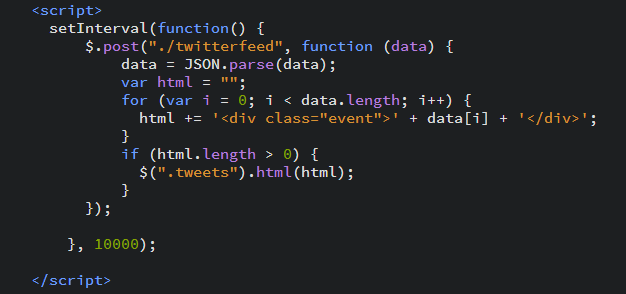 <script>
setInterval(function() {
$.post("./twitterfeed", function (data) {
data = JSON.parse(data);
var html = "";
for (var i = 0; i < data.length; i++) {
html += '<div class="event">' + data[i] + '</div>';
}
if (html.length > 0) {
$(".tweets").html(html);
}
});
}, 10000);
</script>